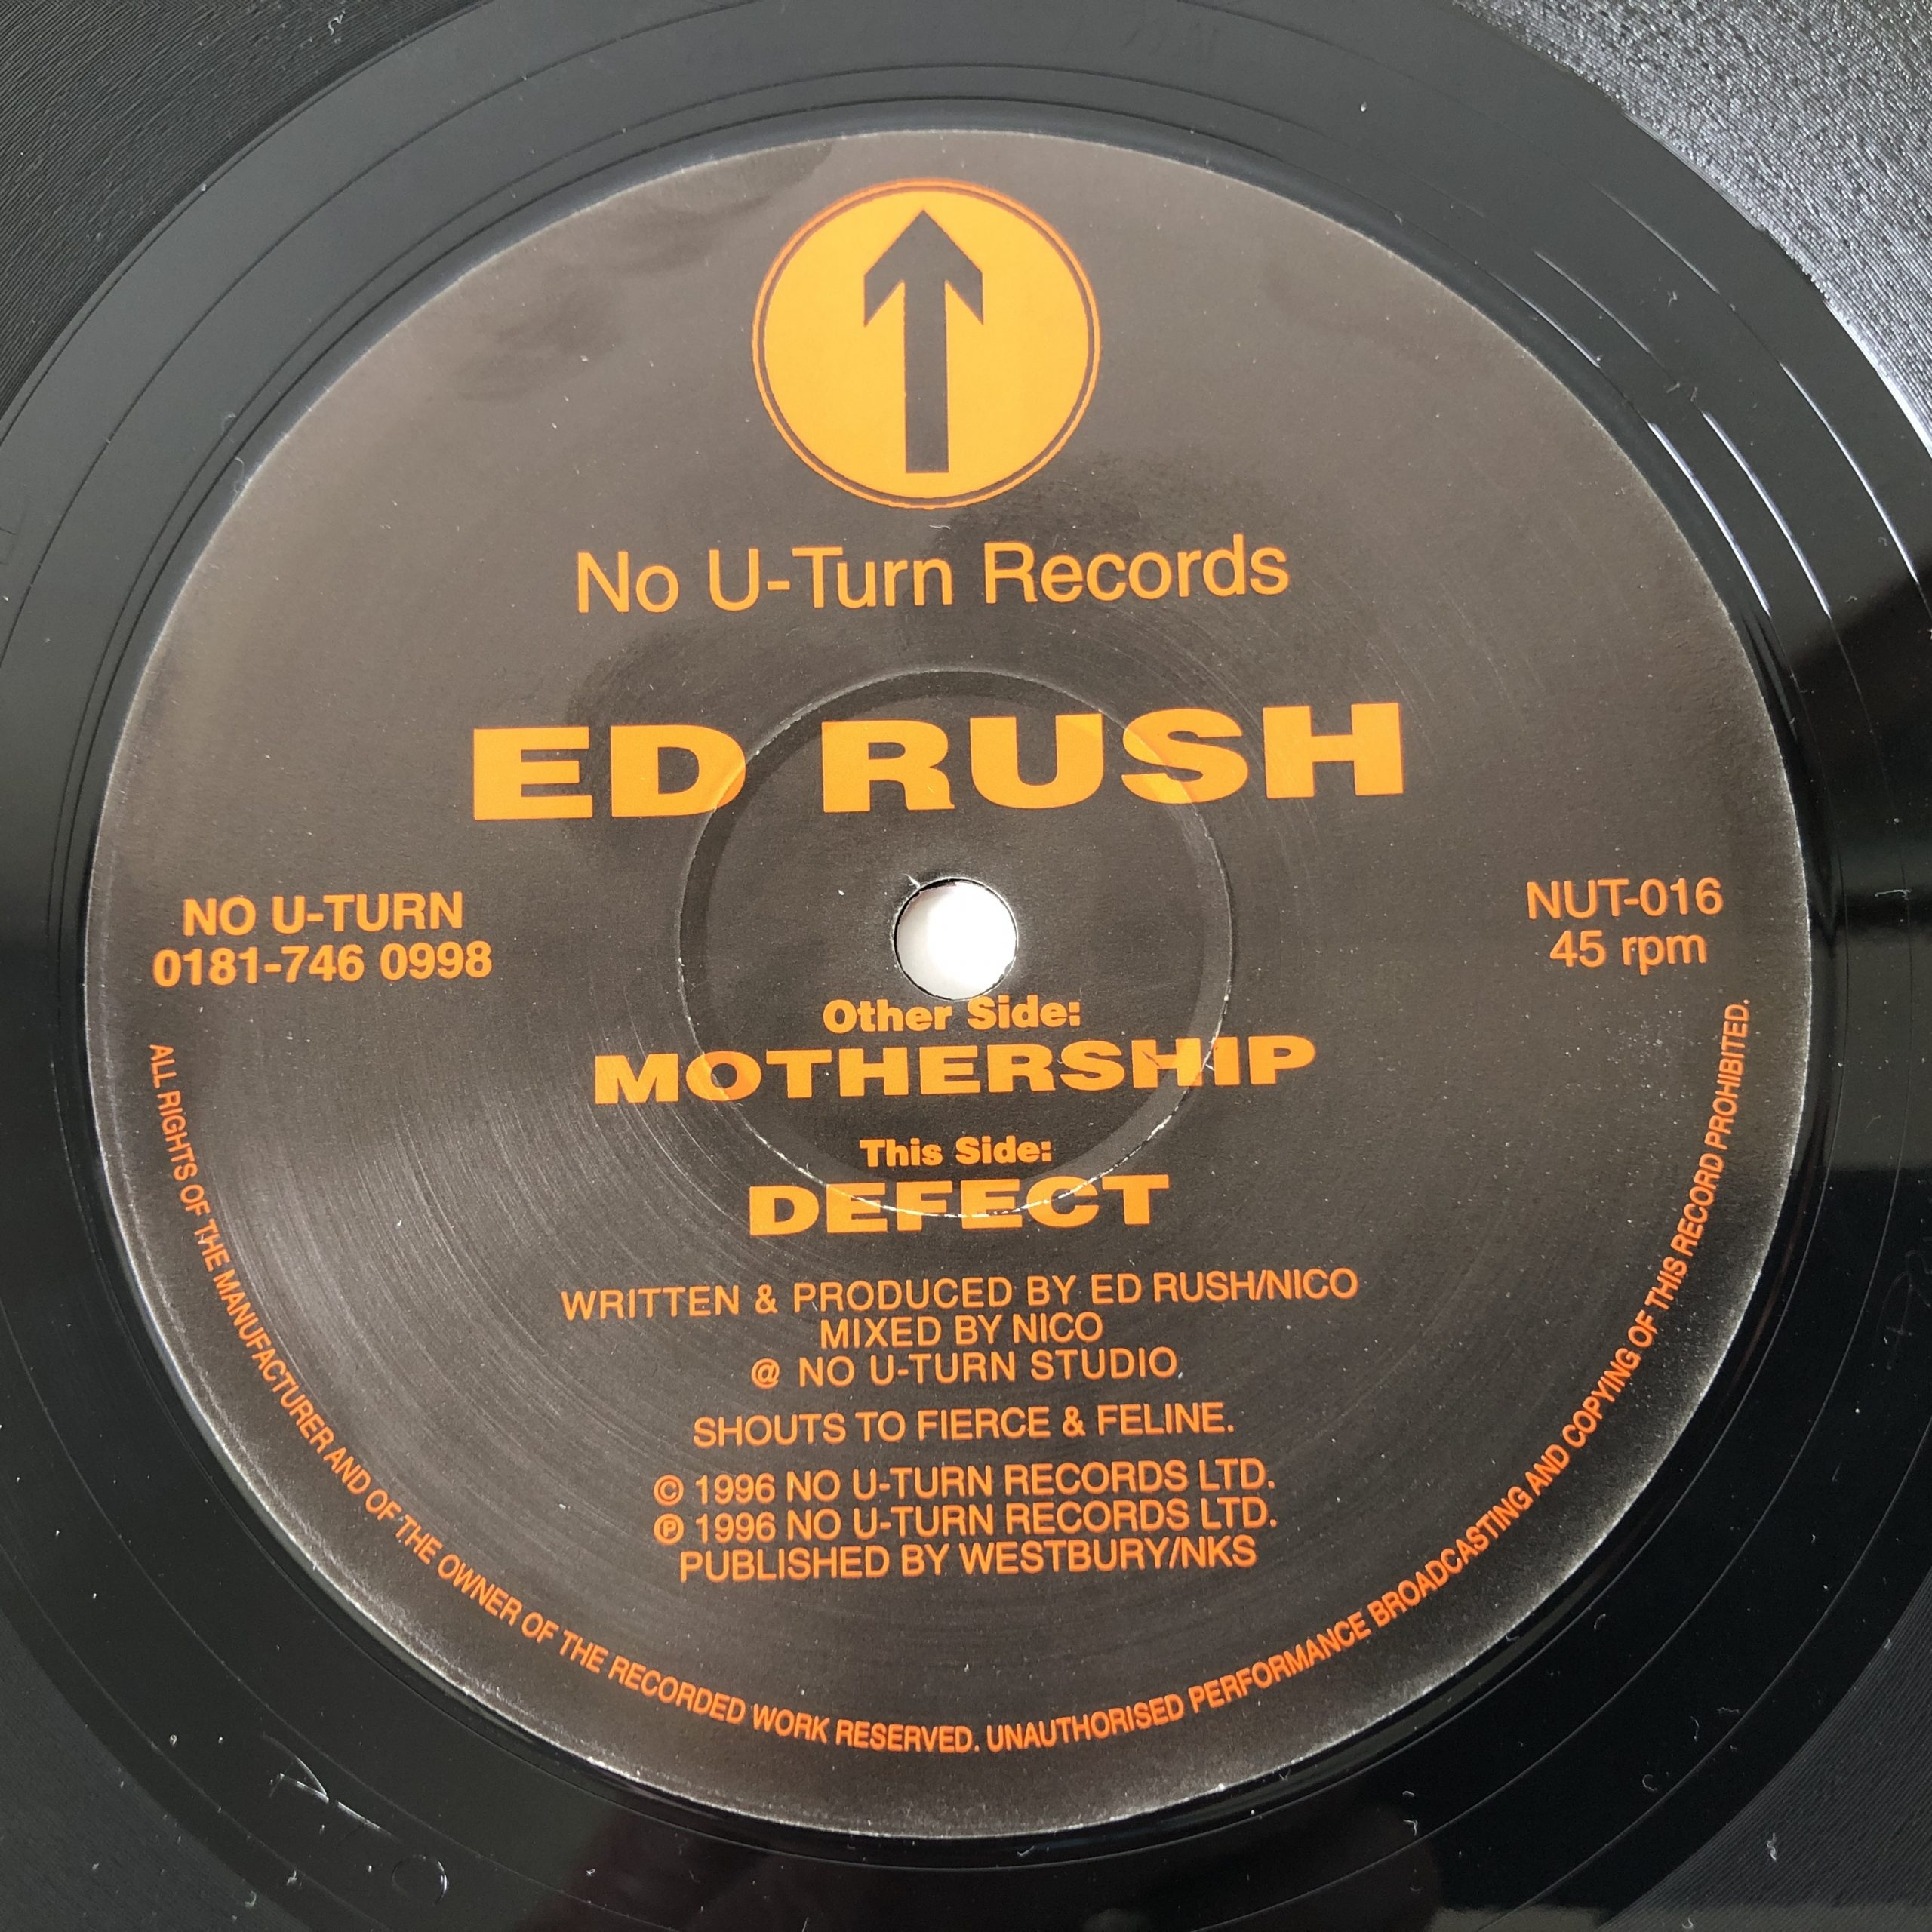 No U-Turn Records
ED RUSH
NO U-TURN
0181-746 0998
NUT-016
45 rpm
Other Side:
MOTHERSHIP
This Side:
DEFECT
WRITTEN & PRODUCED BY ED RUSH/NICO
MIXED BY NICO
@ NO U-TURN STUDIO
SHOUTS TO FIERCE & FELINE.
© 1996 NO U-TURN RECORDS LTD.
℗ 1996 NO U-TURN RECORDS LTD.
PUBLISHED BY WESTBURY/NKS
ALL RIGHTS OF THE MANUFACTURER AND OF THE OWNER OF THE RECORDED WORK RESERVED. UNAUTHORISED PERFORMANCE BROADCASTING AND COPYING OF THIS RECORD PROHIBITED.